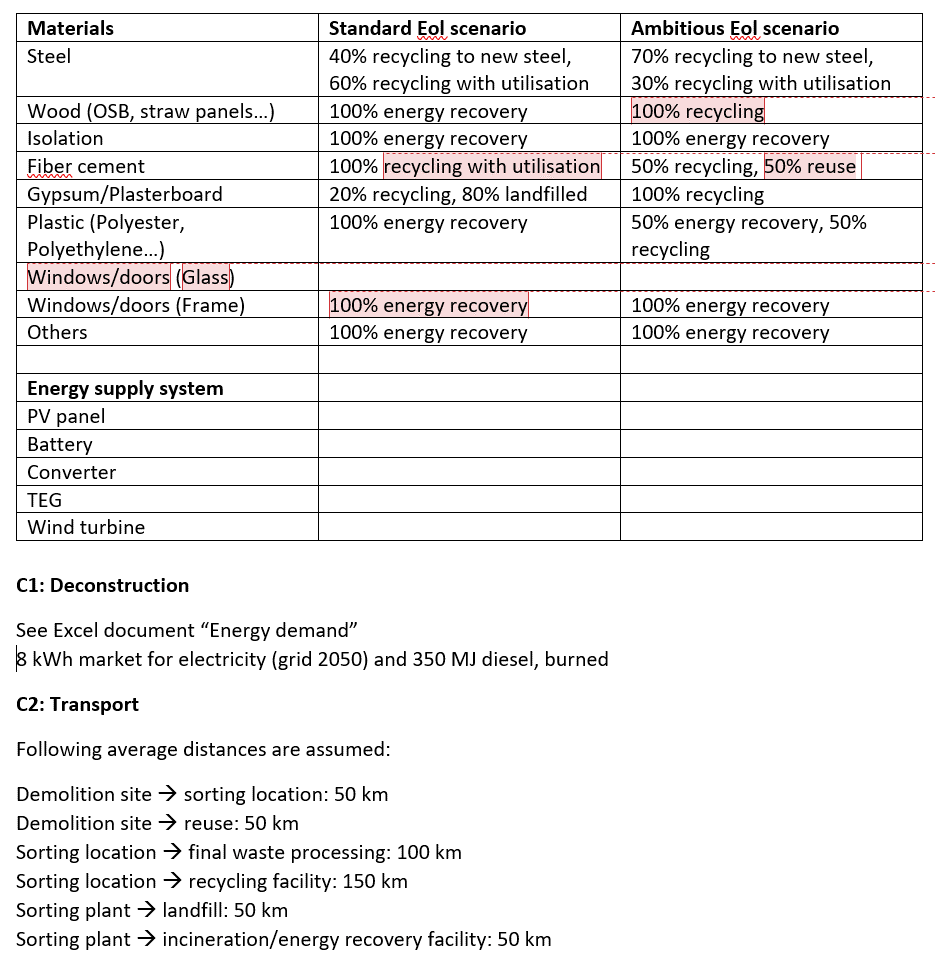 Materials Standard Eol scenario Ambitious Eol scenario
Steel 40% recycling to new steel, 70% recycling to new steel,
60% recycling with utilisation 30% recycling with utilisation
Wood (OSB, straw panels…) 100% energy recovery 100% recycling
Isolation 100% energy recovery 100% energy recovery
Fiber cement 100% recycling with utilisation 50% recycling, 50% reuse
Gypsum/Plasterboard 20% recycling, 80% landfilled 100% recycling
Plastic (Polyester, 100% energy recovery 50% energy recovery, 50%
Polyethylene…) recycling
Windows/doors (Glass)
Windows/doors (Frame) 100% energy recovery 100% energy recovery
Others 100% energy recovery 100% energy recovery
Energy supply system
PV panel
Battery
Converter
TEG
Wind turbine
C1: Deconstruction
See Excel document “Energy demand”
8 kWh market for electricity (grid 2050) and 350 MJ diesel, burned
C2: Transport
Following average distances are assumed:
Demolition site → sorting location: 50 km
Demolition site → reuse: 50 km
Sorting location → final waste processing: 100 km
Sorting location → recycling facility: 150 km
Sorting plant → landfill: 50 km
Sorting plant → incineration/energy recovery facility: 50 km